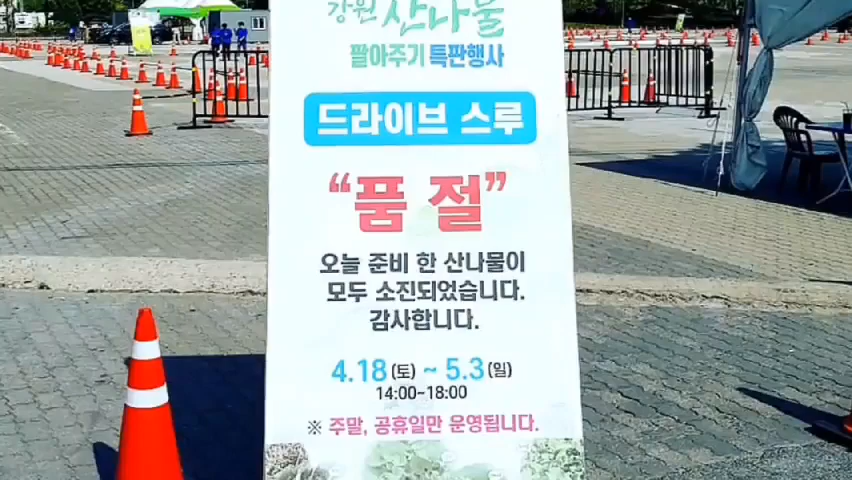 강원 산나물
팔아주기 특판행사
드라이브 스루
“품 절”
오늘 준비 한 산나물이
모두 소진되었습니다.
감사합니다.
4.18(토) ~ 5.3(일)
14:00~18:00
※ 주말, 공휴일만 운영됩니다.